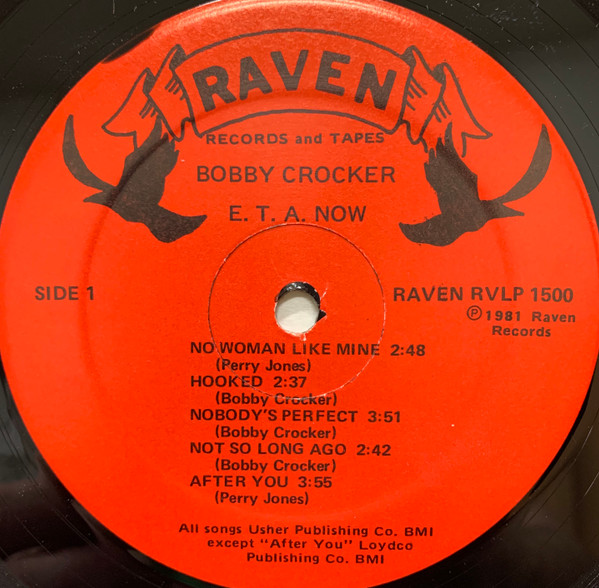 RAVEN
RECORDS and TAPES
BOBBY CROCKER
E. T. A. NOW
SIDE 1
RAVEN RVLP 1500
℗1981 Raven
Records
NO WOMAN LIKE MINE 2:48
(Perry Jones)
HOOKED 2:37
(Bobby Crocker)
NOBODY'S PERFECT 3:51
(Bobby Crocker)
NOT SO LONG AGO 2:42
(Bobby Crocker)
AFTER YOU 3:55
(Perry Jones)
All songs Usher Publishing Co. BMI
except "After You" Loydco
Publishing Co. BMI